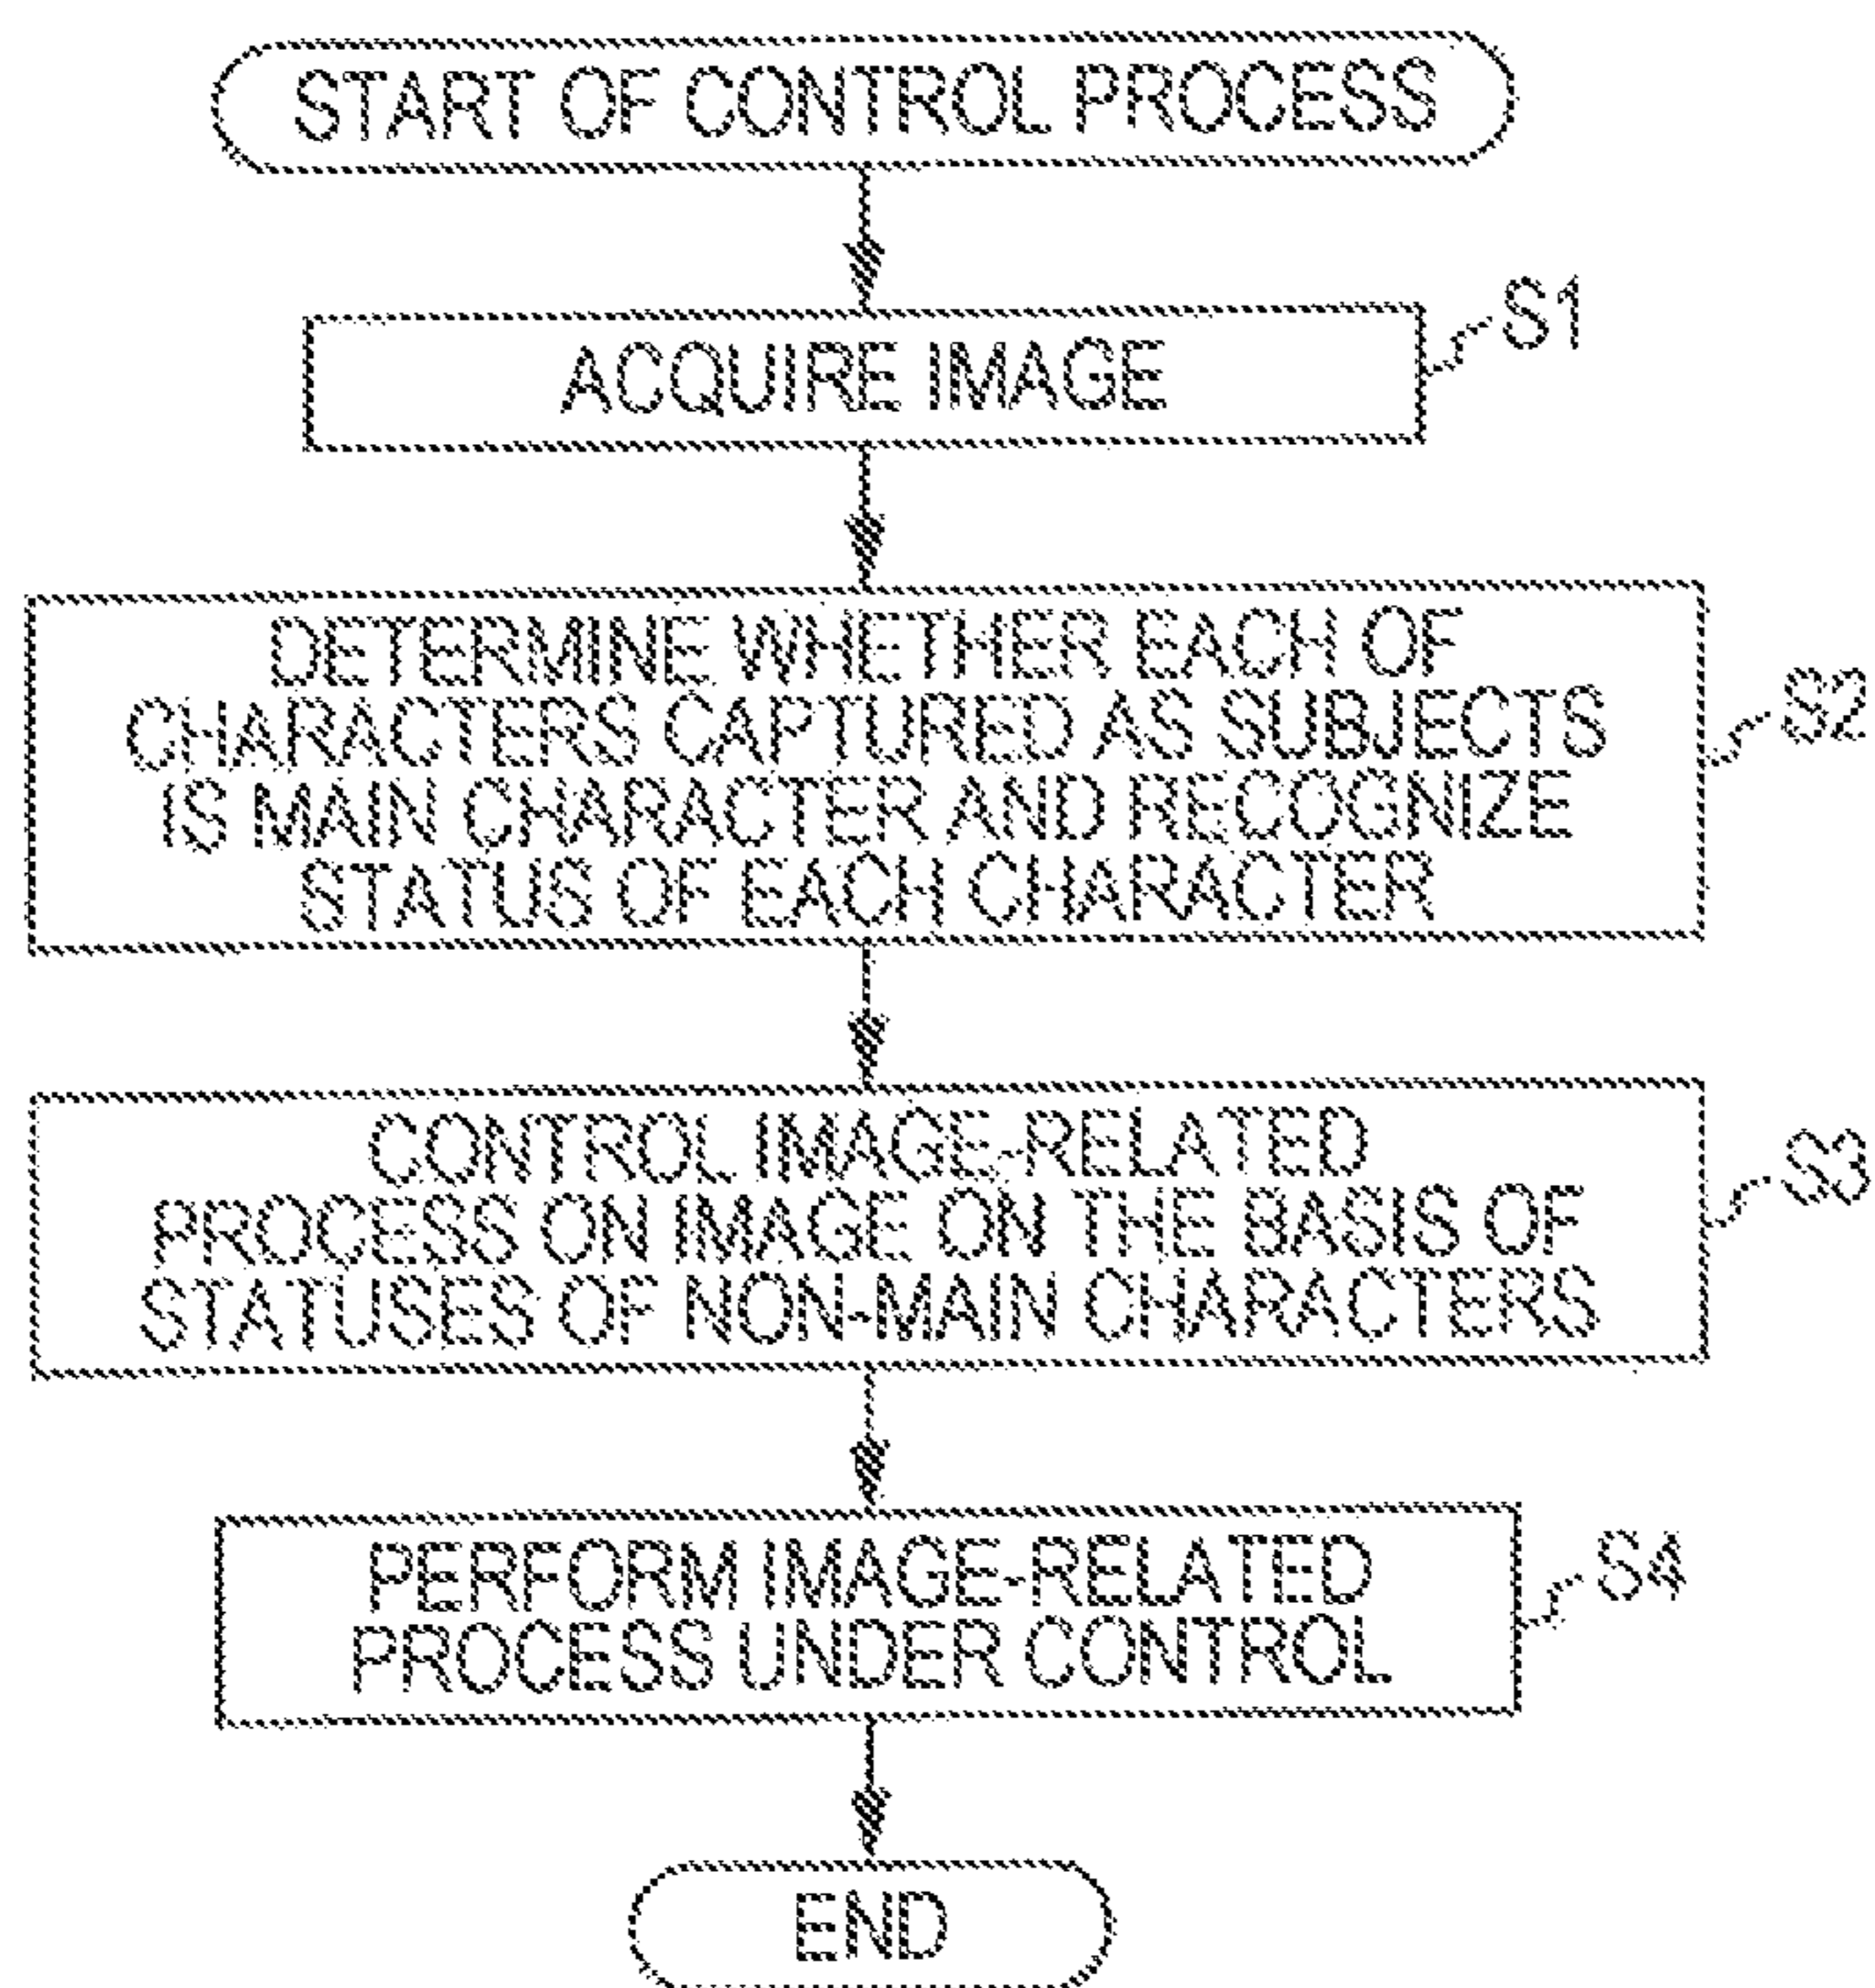 START OF CONTROL PROCESS
S1
ACQUIRE IMAGE
DETERMINE WHETHER EACH OF
CHARACTERS CAPTURED AS SUBJECTS
S2
IS MAIN CHARACTER AND RECOGNIZE
STATUS OF EACH CHARACTER
CONTROL IMAGE-RELATED
S3
PROCESS ON IMAGE ON THE BASIS OF
STATUSES OF NON-MAIN CHARACTERS
PERFORM IMAGE-RELATED
S4
PROCESS UNDER CONTROL
END